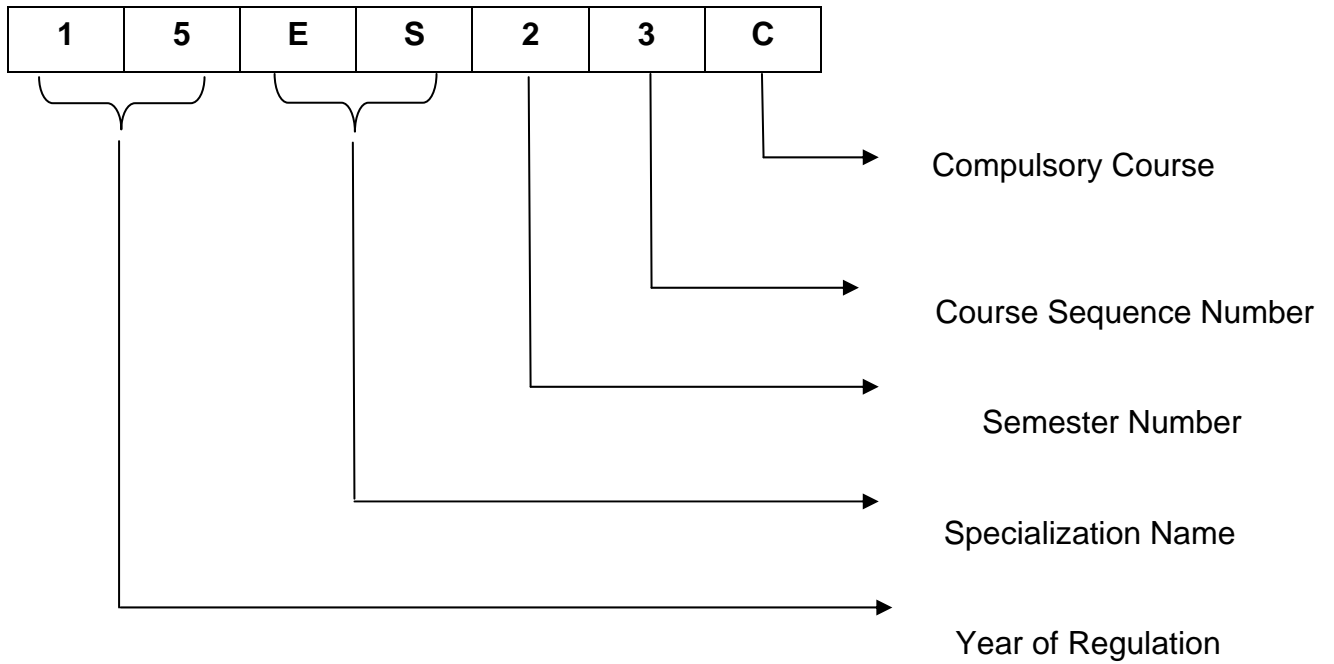 1 5 E S 2 3 C
Compulsory Course
Course Sequence Number
Semester Number
Specialization Name
Year of Regulation